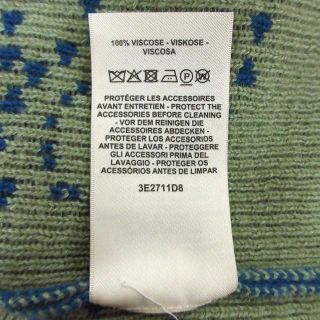 100% VISCOSE - VISKOSE -
VISCOSA
P W
PROTÉGER LES ACCESSOIRES
AVANT ENTRETIEN - PROTECT THE
ACCESSORIES BEFORE CLEANING
- VOR DEM REINIGEN DIE
ACCESSOIRES ABDECKEN -
PROTEGER LOS ACCESORIOS
ANTES DE LAVAR - PROTEGGERE
GLI ACCESSORI PRIMA DEL
LAVAGGIO - PROTEGER OS
ACESSÓRIOS ANTES DE LIMPAR
3E2711D8